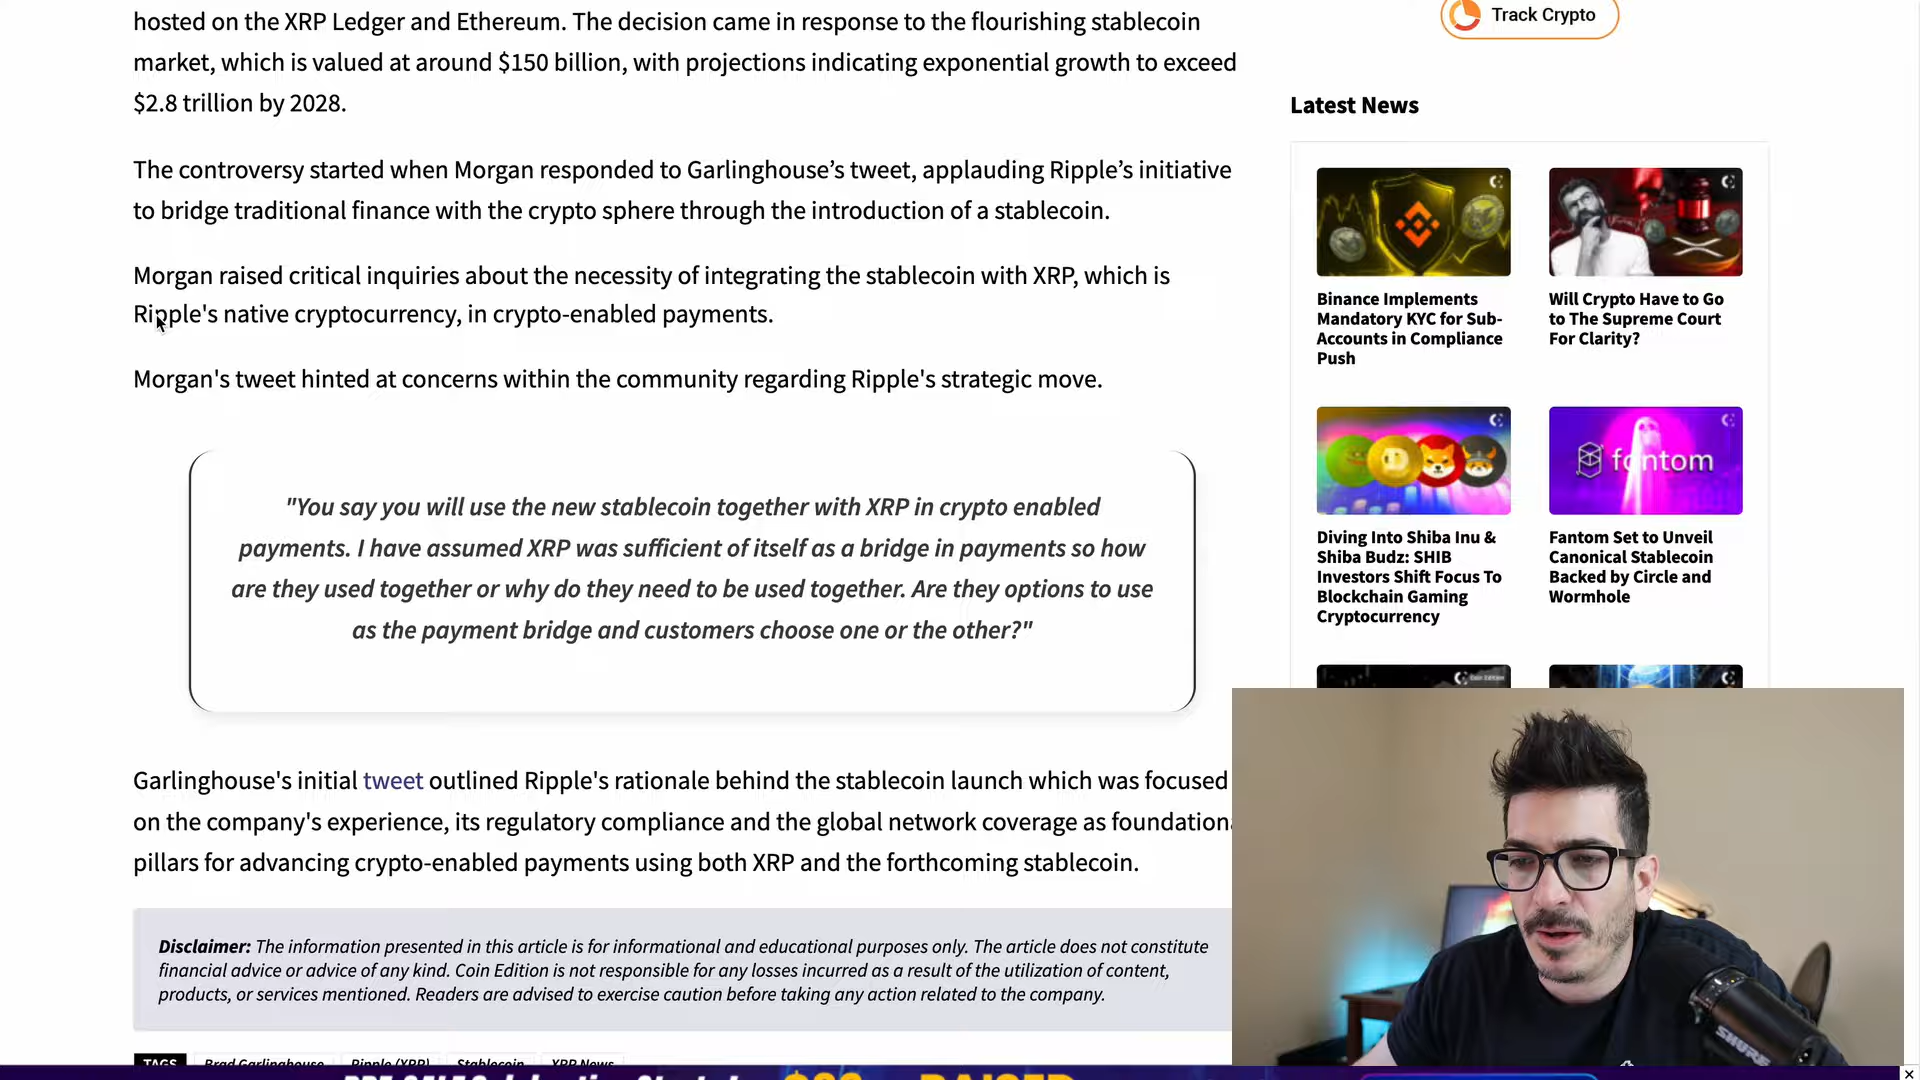 hosted on the XRP Ledger and Ethereum. The decision came in response to the flourishing stablecoin
market, which is valued at around $150 billion, with projections indicating exponential growth to exceed
$2.8 trillion by 2028.
The controversy started when Morgan responded to Garlinghouse’s tweet, applauding Ripple’s initiative
to bridge traditional finance with the crypto sphere through the introduction of a stablecoin.
Morgan raised critical inquiries about the necessity of integrating the stablecoin with XRP, which is
Ripple's native cryptocurrency, in crypto-enabled payments.
Morgan's tweet hinted at concerns within the community regarding Ripple's strategic move.
"You say you will use the new stablecoin together with XRP in crypto enabled
payments. I have assumed XRP was sufficient of itself as a bridge in payments so how
are they used together or why do they need to be used together. Are they options to use
as the payment bridge and customers choose one or the other?"
Garlinghouse's initial tweet outlined Ripple's rationale behind the stablecoin launch which was focused
on the company's experience, its regulatory compliance and the global network coverage as foundationa
pillars for advancing crypto-enabled payments using both XRP and the forthcoming stablecoin.
Disclaimer: The information presented in this article is for informational and educational purposes only. The article does not constitute
financial advice or advice of any kind. Coin Edition is not responsible for any losses incurred as a result of the utilization of content,
products, or services mentioned. Readers are advised to exercise caution before taking any action related to the company.
TAGS Brad Garlinghouse Ripple (XRP) Stablecoin XRP News
Track Crypto
Latest News
Binance Implements
Mandatory KYC for Sub-
Accounts in Compliance
Push
Will Crypto Have to Go
to The Supreme Court
For Clarity?
fantom
Diving Into Shiba Inu &
Shiba Budz: SHIB
Investors Shift Focus To
Blockchain Gaming
Cryptocurrency
Fantom Set to Unveil
Canonical Stablecoin
Backed by Circle and
Wormhole
Coin Edition
SHURE
RAISED